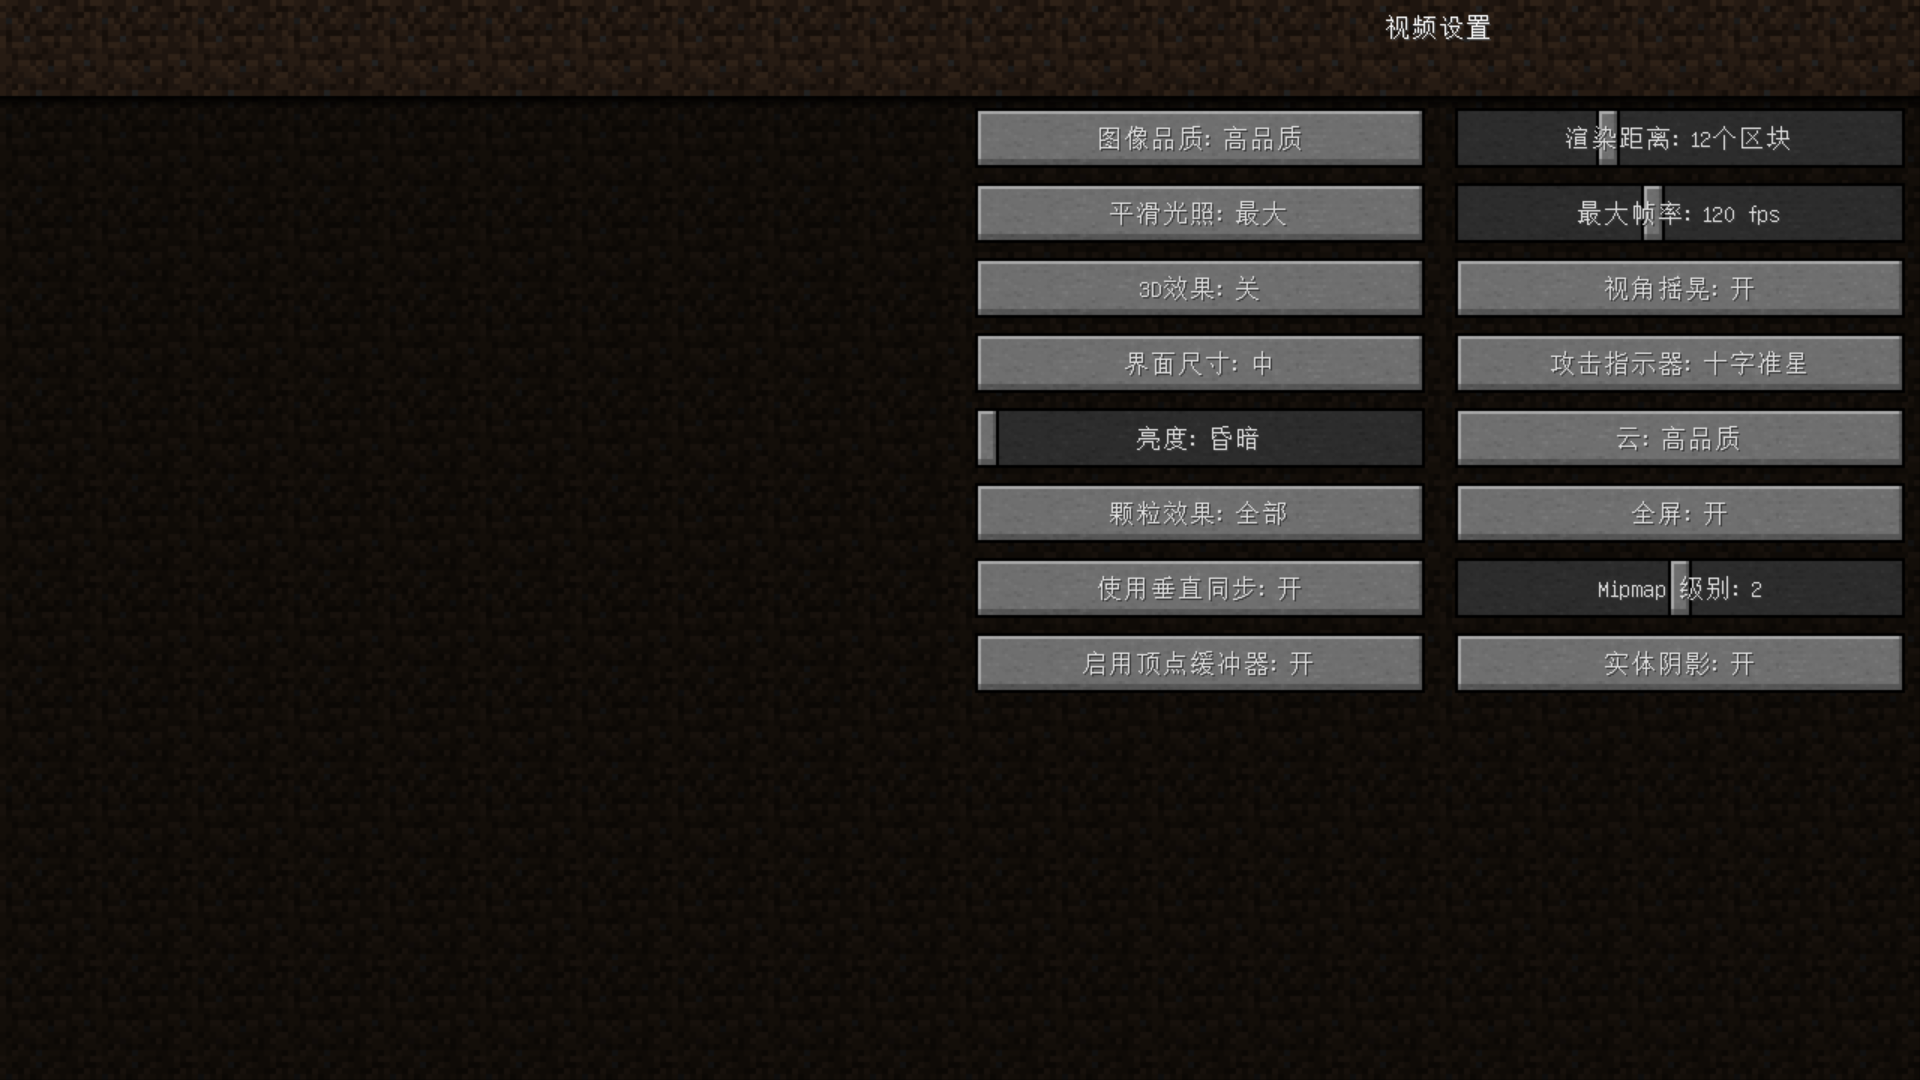 视频设置
图像品质: 高品质
渲染距离: 12个区块
平滑光照: 最大
最大帧率: 120 fps
3D效果: 关
视角摇晃: 开
界面尺寸: 中
攻击指示器: 十字准星
亮度: 昏暗
云: 高品质
颗粒效果: 全部
全屏: 开
使用垂直同步: 开
Mipmap 级别: 2
启用顶点缓冲器: 开
实体阴影: 开